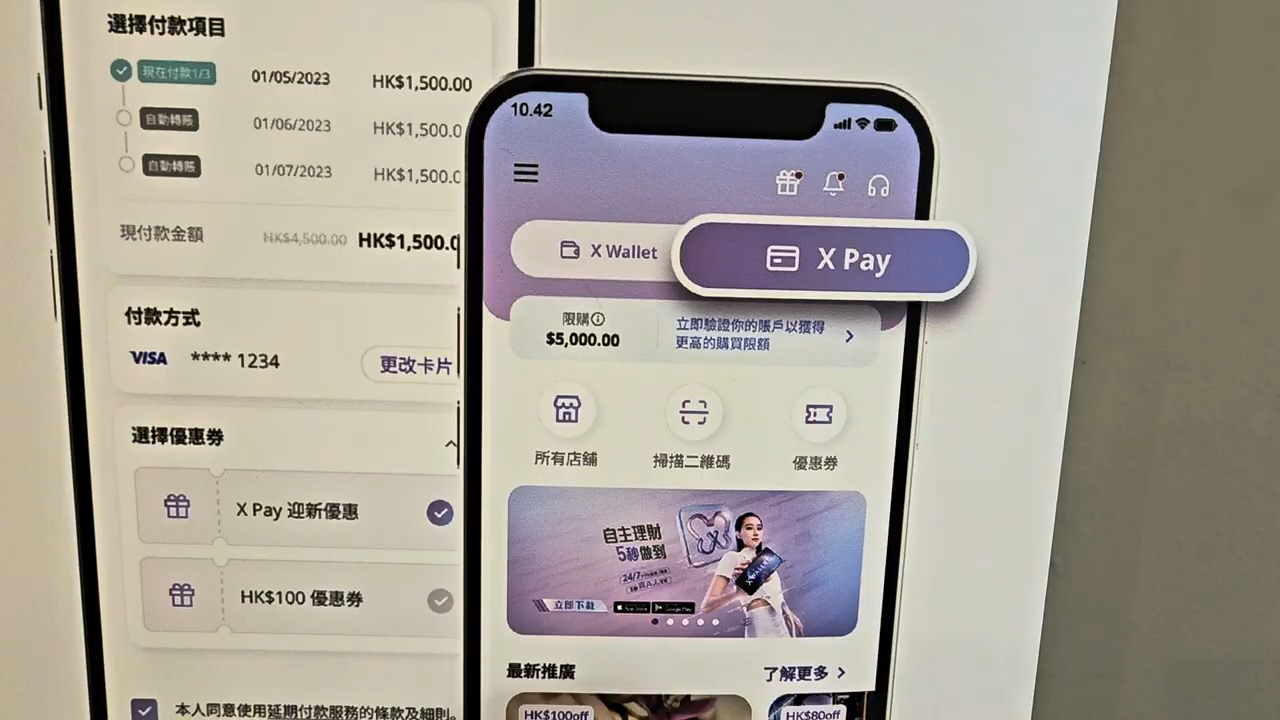 選擇付款項目
現在付款1/3 01/05/2023 HK$1,500.00
自動轉賬 01/06/2023 HK$1,500.0
自動轉賬 01/07/2023 HK$1,500.0
現付款金額 HK$4,500.00 HK$1,500.0
付款方式
VISA **** 1234 更改卡片
選擇優惠券
X Pay 迎新優惠
HK$100 優惠券
本人同意使用延期付款服務的條款及細則。
10.42
X Wallet
X Pay
限購
$5,000.00
立即驗證你的賬戶以獲得
更高的購買限額
所有店舖
掃描二維碼
優惠券
自主理財
5秒做到
24/7
立即下載
App Store
Google Play
X WALLET
最新推廣
了解更多
HK$100off
HK$80off